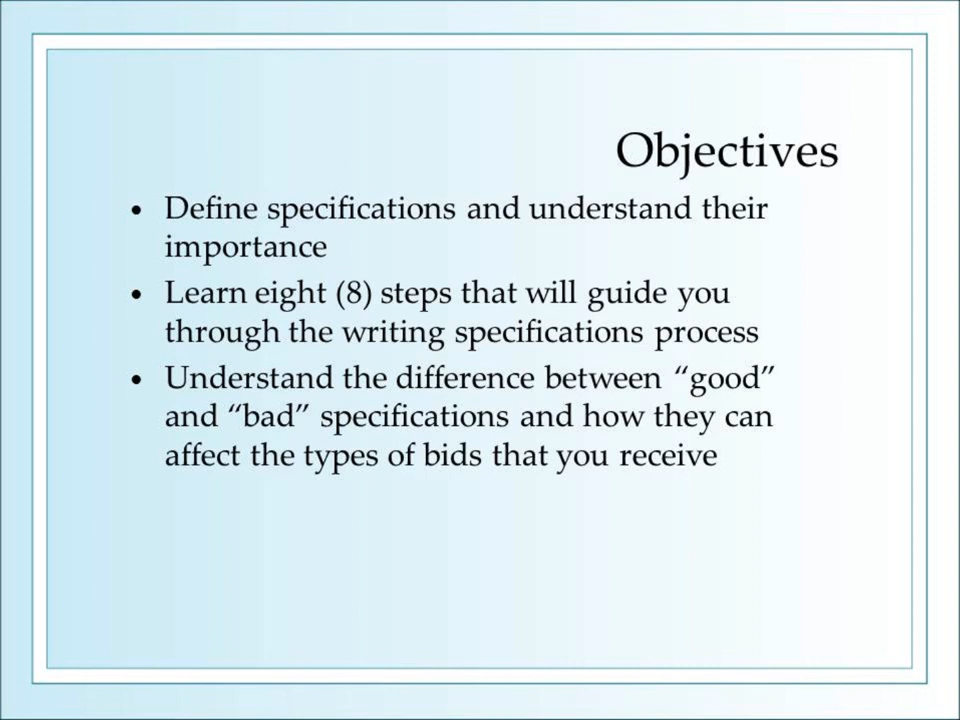 Objectives
• Define specifications and understand their
importance
• Learn eight (8) steps that will guide you
through the writing specifications process
• Understand the difference between “good”
and “bad” specifications and how they can
affect the types of bids that you receive